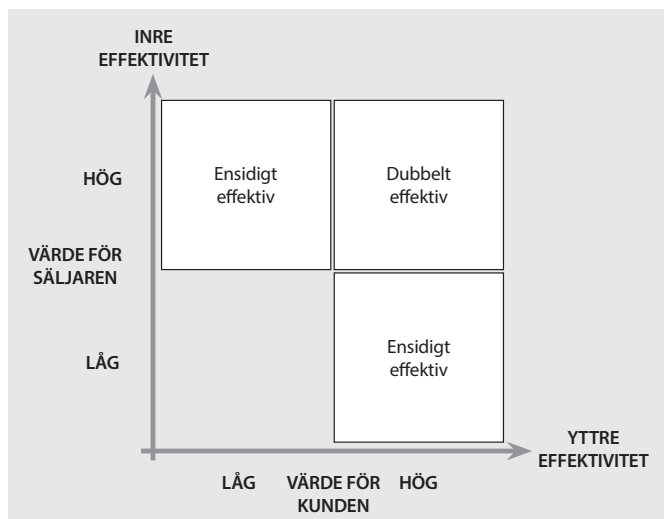 INRE
EFFEKTIVITET
HÖG
Ensidigt
effektiv
Dubbelt
effektiv
VÄRDE FÖR
SÄLJAREN
LÅG
Ensidigt
effektiv
YTTRE
EFFEKTIVITET
LÅG
VÄRDE FÖR
KUNDEN
HÖG